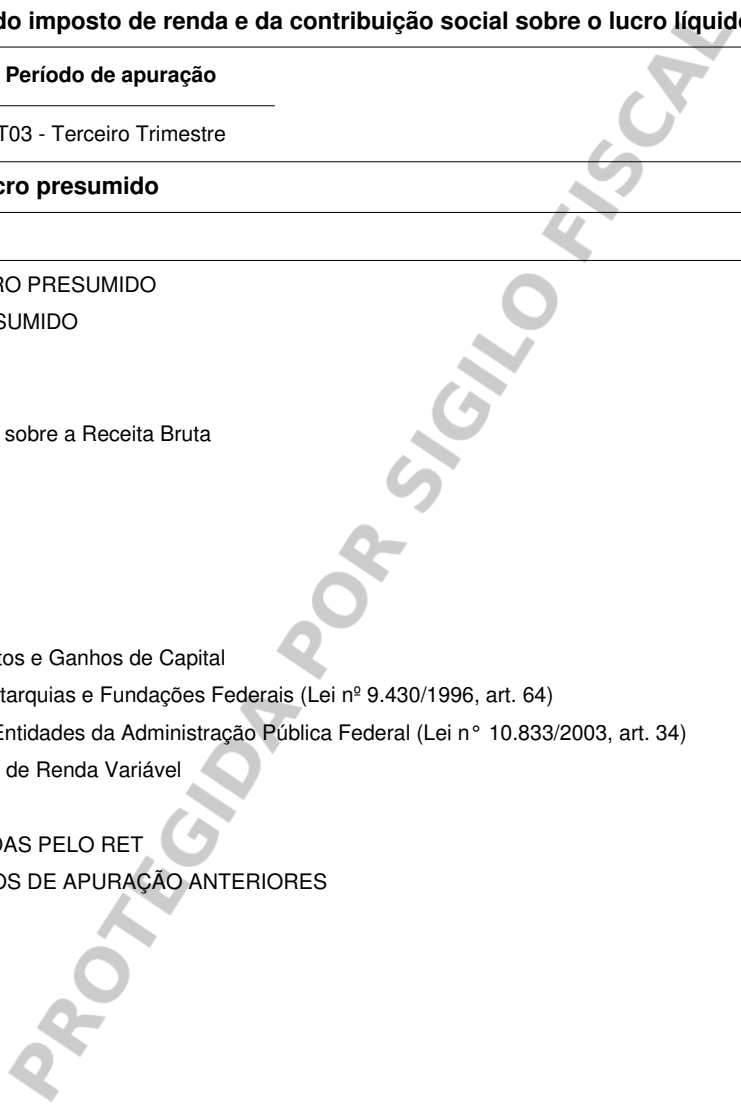 do imposto de renda e da contribuição social sobre o lucro líquido
Período de apuração
T03 - Terceiro Trimestre
cro presumido
RO PRESUMIDO
SUMIDO
sobre a Receita Bruta
tos e Ganhos de Capital
tarquias e Fundações Federais (Lei nº 9.430/1996, art. 64)
Entidades da Administração Pública Federal (Lei n° 10.833/2003, art. 34)
de Renda Variável
DAS PELO RET
OS DE APURAÇÃO ANTERIORES
PROTEGIDA POR SIGILO FISCAL